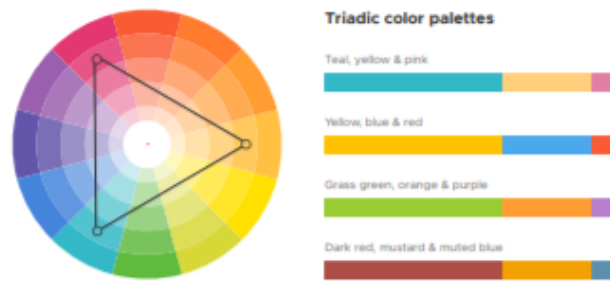 Triadic color palettes
Teal, yellow & pink
Yellow, blue & red
Grass green, orange & purple
Dark red, mustard & muted blue